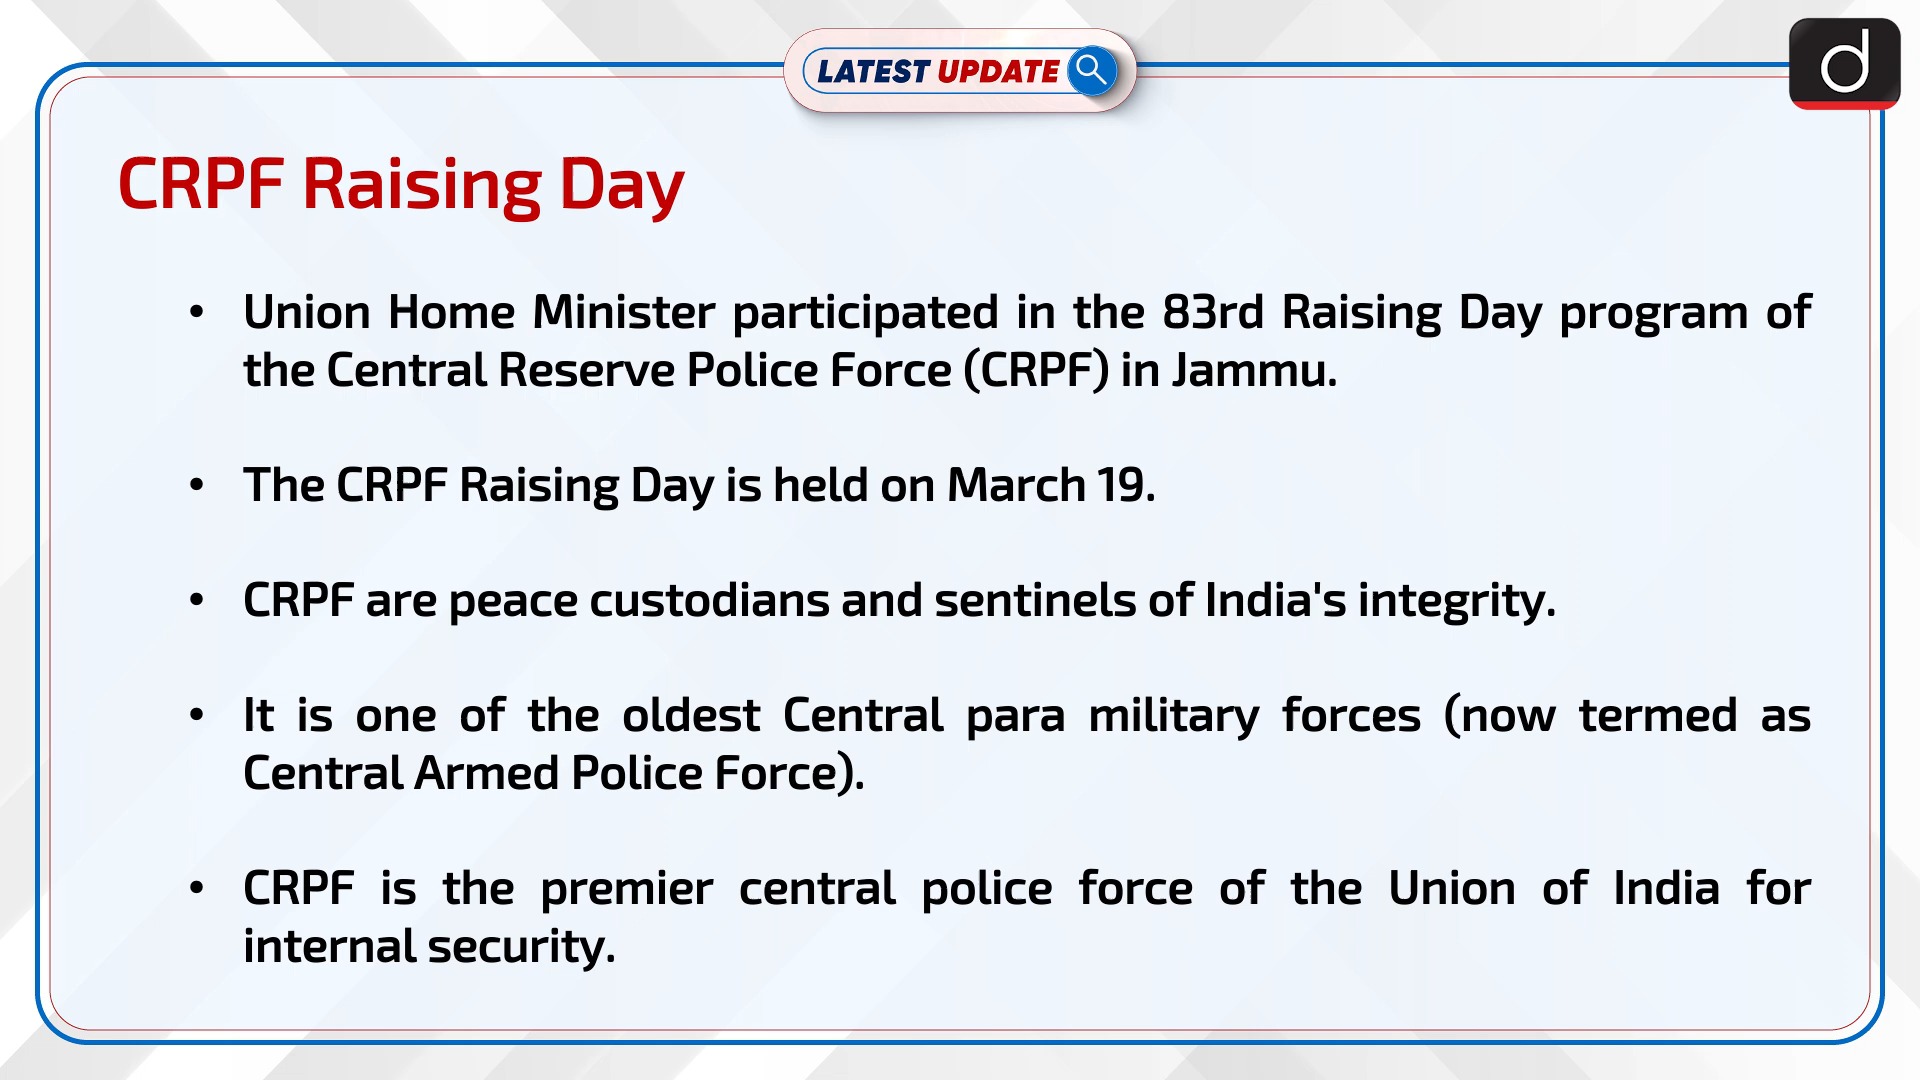 LATEST UPDATE
d
CRPF Raising Day
• Union Home Minister participated in the 83rd Raising Day program of
the Central Reserve Police Force (CRPF) in Jammu.
• The CRPF Raising Day is held on March 19.
• CRPF are peace custodians and sentinels of India's integrity.
• It is one of the oldest Central para military forces (now termed as
Central Armed Police Force).
• CRPF is the premier central police force of the Union of India for
internal security.